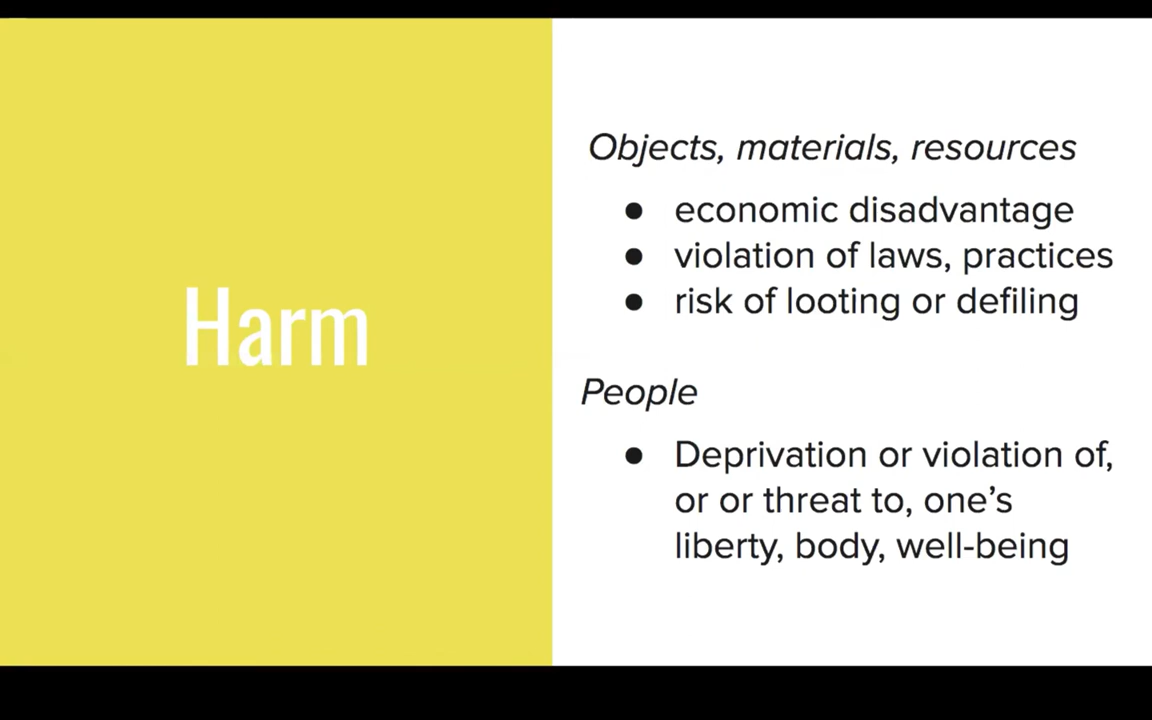 Harm
Objects, materials, resources
● economic disadvantage
● violation of laws, practices
● risk of looting or defiling
People
● Deprivation or violation of,
or or threat to, one’s
liberty, body, well-being